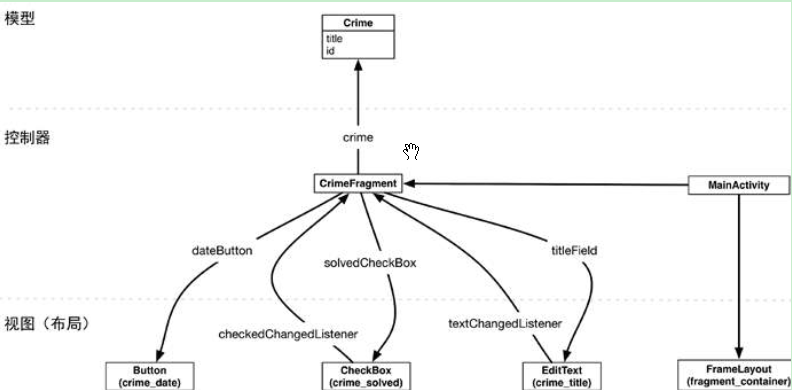 模型
Crime
title
id
控制器
crime
CrimeFragment
MainActivity
dateButton
solvedCheckBox
titleField
视图（布局）
checkedChangedListener
textChangedListener
Button
(crime_date)
CheckBox
(crime_solved)
EditText
(crime_title)
FrameLayout
(fragment_container)